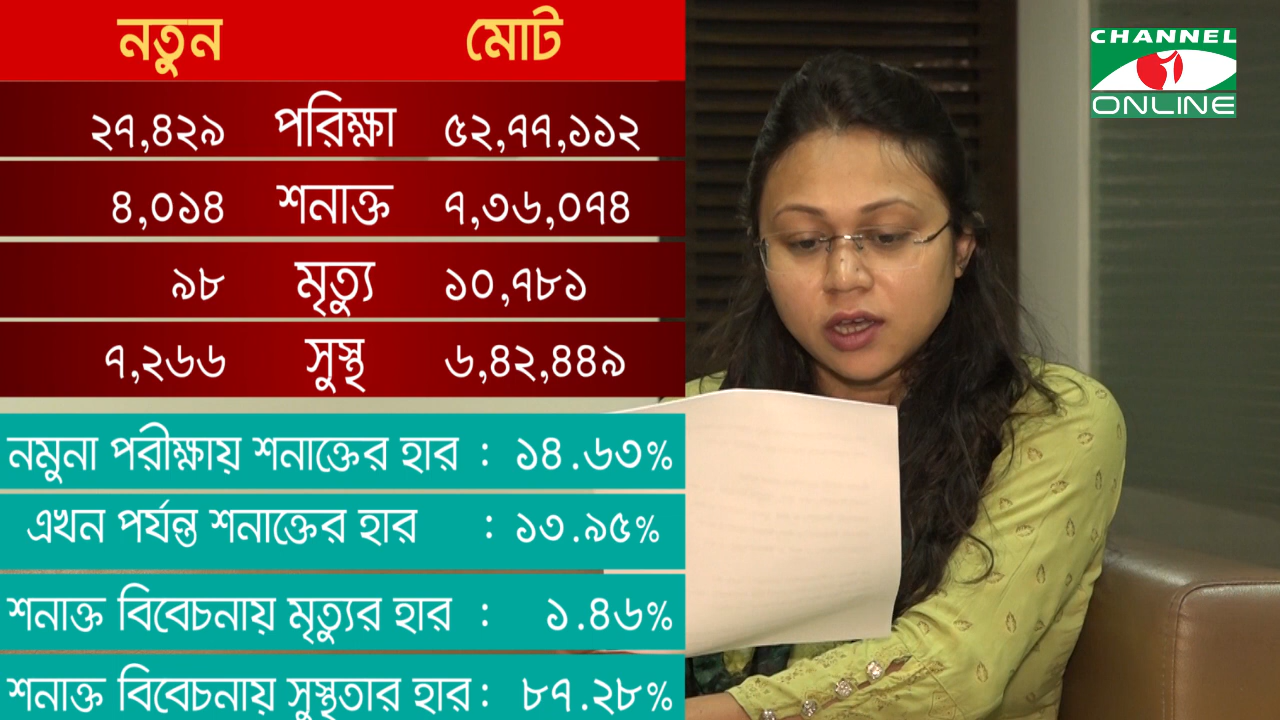 নতুন মোট
২৭,৪২৯ পরিক্ষা ৫২,৭৭,১১২
৪,০১৪ শনাক্ত ৭,৩৬,০৭৪
৯৮ মৃত্যু ১০,৭৮১
৭,২৬৬ সুস্থ ৬,৪২,৪৪৯
নমুনা পরীক্ষায় শনাক্তের হার : ১৪.৬৩%
এখন পর্যন্ত শনাক্তের হার : ১৩.৯৫%
শনাক্ত বিবেচনায় মৃত্যুর হার : ১.৪৬%
শনাক্ত বিবেচনায় সুস্থতার হার : ৮৭.২৮%
CHANNEL
ONLINE